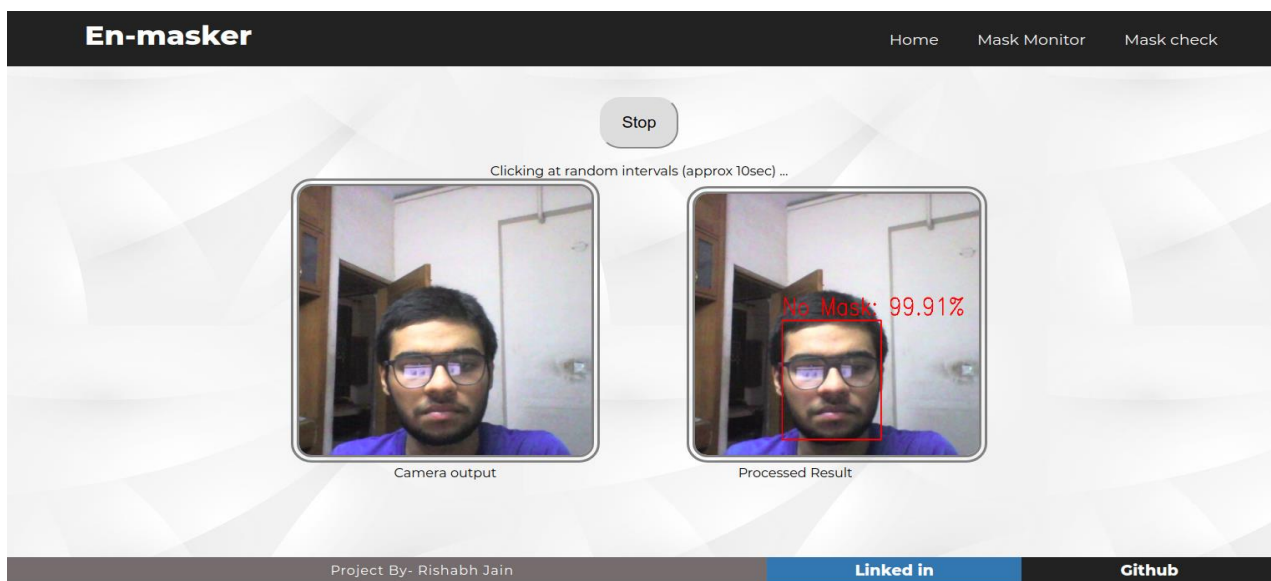 En-masker
Home Mask Monitor Mask check
Stop
Clicking at random intervals (approx 10sec) ...
No Mask: 99.91%
Camera output Processed Result
Project By- Rishabh Jain Linked in Github